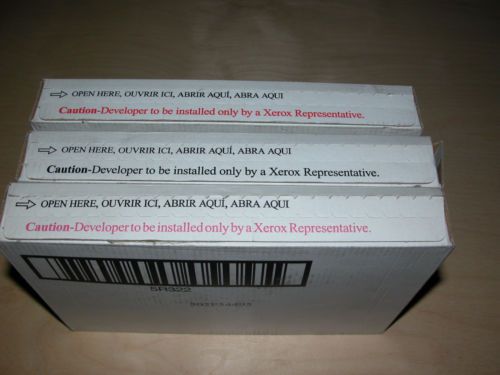 OPEN HERE, OUVRIR ICI, ABRIR AQUÍ, ABRA AQUI
Caution-Developer to be installed only by a Xerox Representative.
OPEN HERE, OUVRIR ICI, ABRIR AQUÍ, ABRA AQUI
Caution-Developer to be installed only by a Xerox Representative.
OPEN HERE, OUVRIR ICI, ABRIR AQUÍ, ABRA AQUI
Caution-Developer to be installed only by a Xerox Representative.
5R322